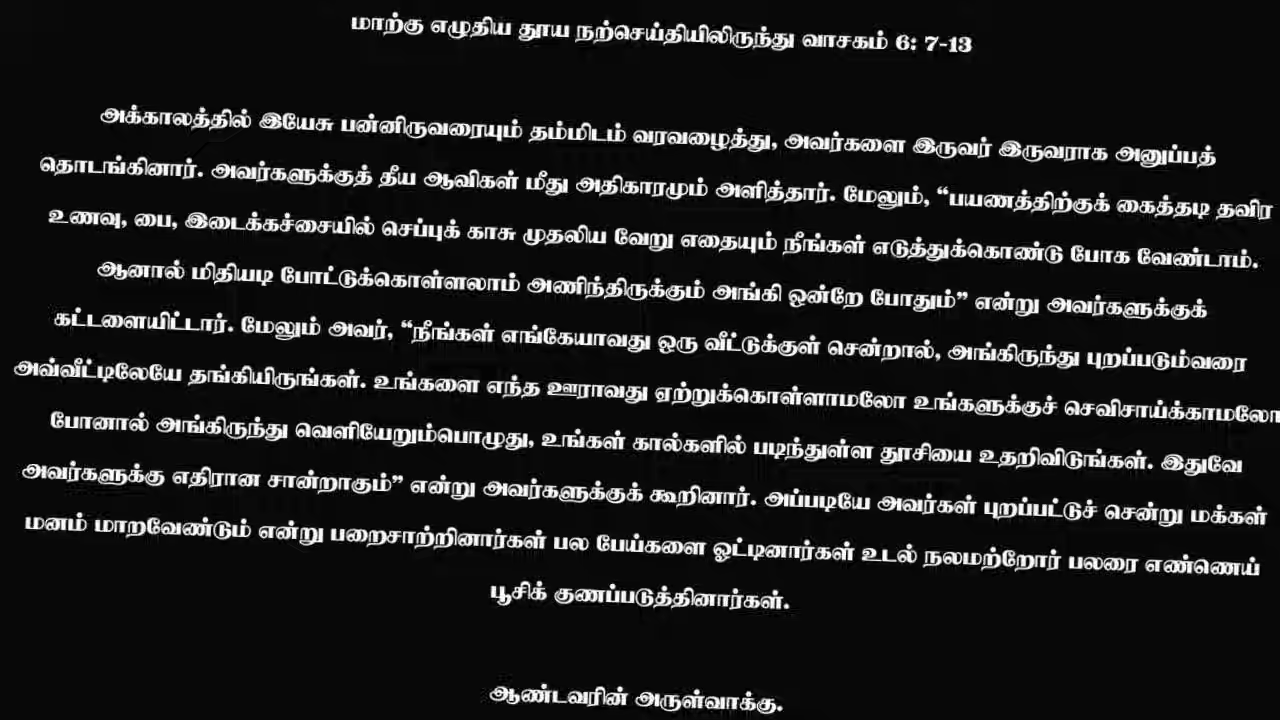 மாற்கு எழுதிய தூய நற்செய்தியிலிருந்து வாசகம் 6: 7-13
அக்காலத்தில் இயேசு பன்னிருவரையும் தம்மிடம் வரவழைத்து, அவர்களை இருவர் இருவராக அனுப்பத்
தொடங்கினார். அவர்களுக்குத் தீய ஆவிகள் மீது அதிகாரமும் அளித்தார். மேலும், “பயணத்திற்குக் கைத்தடி தவிர
உணவு, பை, இடைக்கச்சையில் செப்புக் காசு முதலிய வேறு எதையும் நீங்கள் எடுத்துக்கொண்டு போக வேண்டாம்.
ஆனால் மிதியடி போட்டுக்கொள்ளலாம் அணிந்திருக்கும் அங்கி ஒன்றே போதும்” என்று அவர்களுக்குக்
கட்டளையிட்டார். மேலும் அவர், “நீங்கள் எங்கேயாவது ஒரு வீட்டுக்குள் சென்றால், அங்கிருந்து புறப்படும்வரை
அவ்வீட்டிலேயே தங்கியிருங்கள். உங்களை எந்த ஊராவது ஏற்றுக்கொள்ளாமலோ உங்களுக்குச் செவிசாய்க்காமலோ
போனால் அங்கிருந்து வெளியேறும்பொழுது, உங்கள் கால்களில் படிந்துள்ள தூசியை உதறிவிடுங்கள். இதுவே
அவர்களுக்கு எதிரான சான்றாகும்” என்று அவர்களுக்குக் கூறினார். அப்படியே அவர்கள் புறப்பட்டுச் சென்று மக்கள்
மனம் மாறவேண்டும் என்று பறைசாற்றினார்கள் பல பேய்களை ஓட்டினார்கள் உடல் நலமற்றோர் பலரை எண்ணெய்
பூசிக் குணப்படுத்தினார்கள்.
ஆண்டவரின் அருள்வாக்கு.